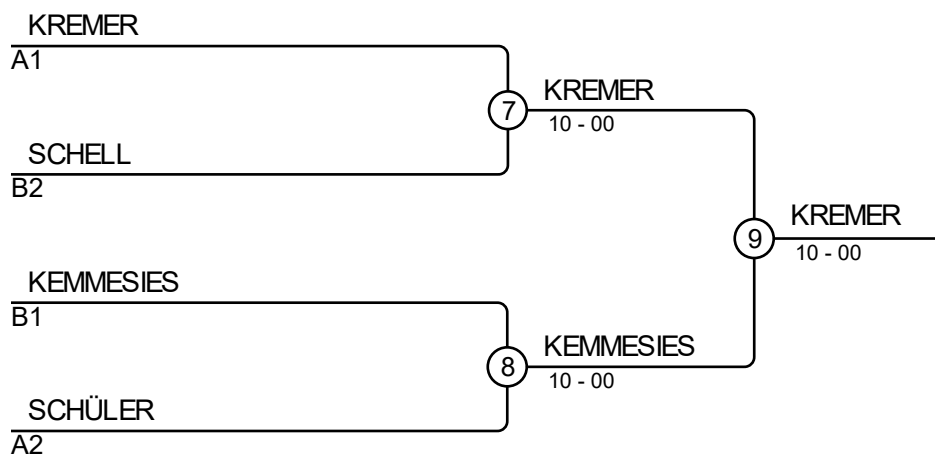 KREMER
A1
7
KREMER
10 - 00
SCHELL
B2
9
KREMER
10 - 00
KEMMESIES
B1
8
KEMMESIES
10 - 00
SCHÜLER
A2